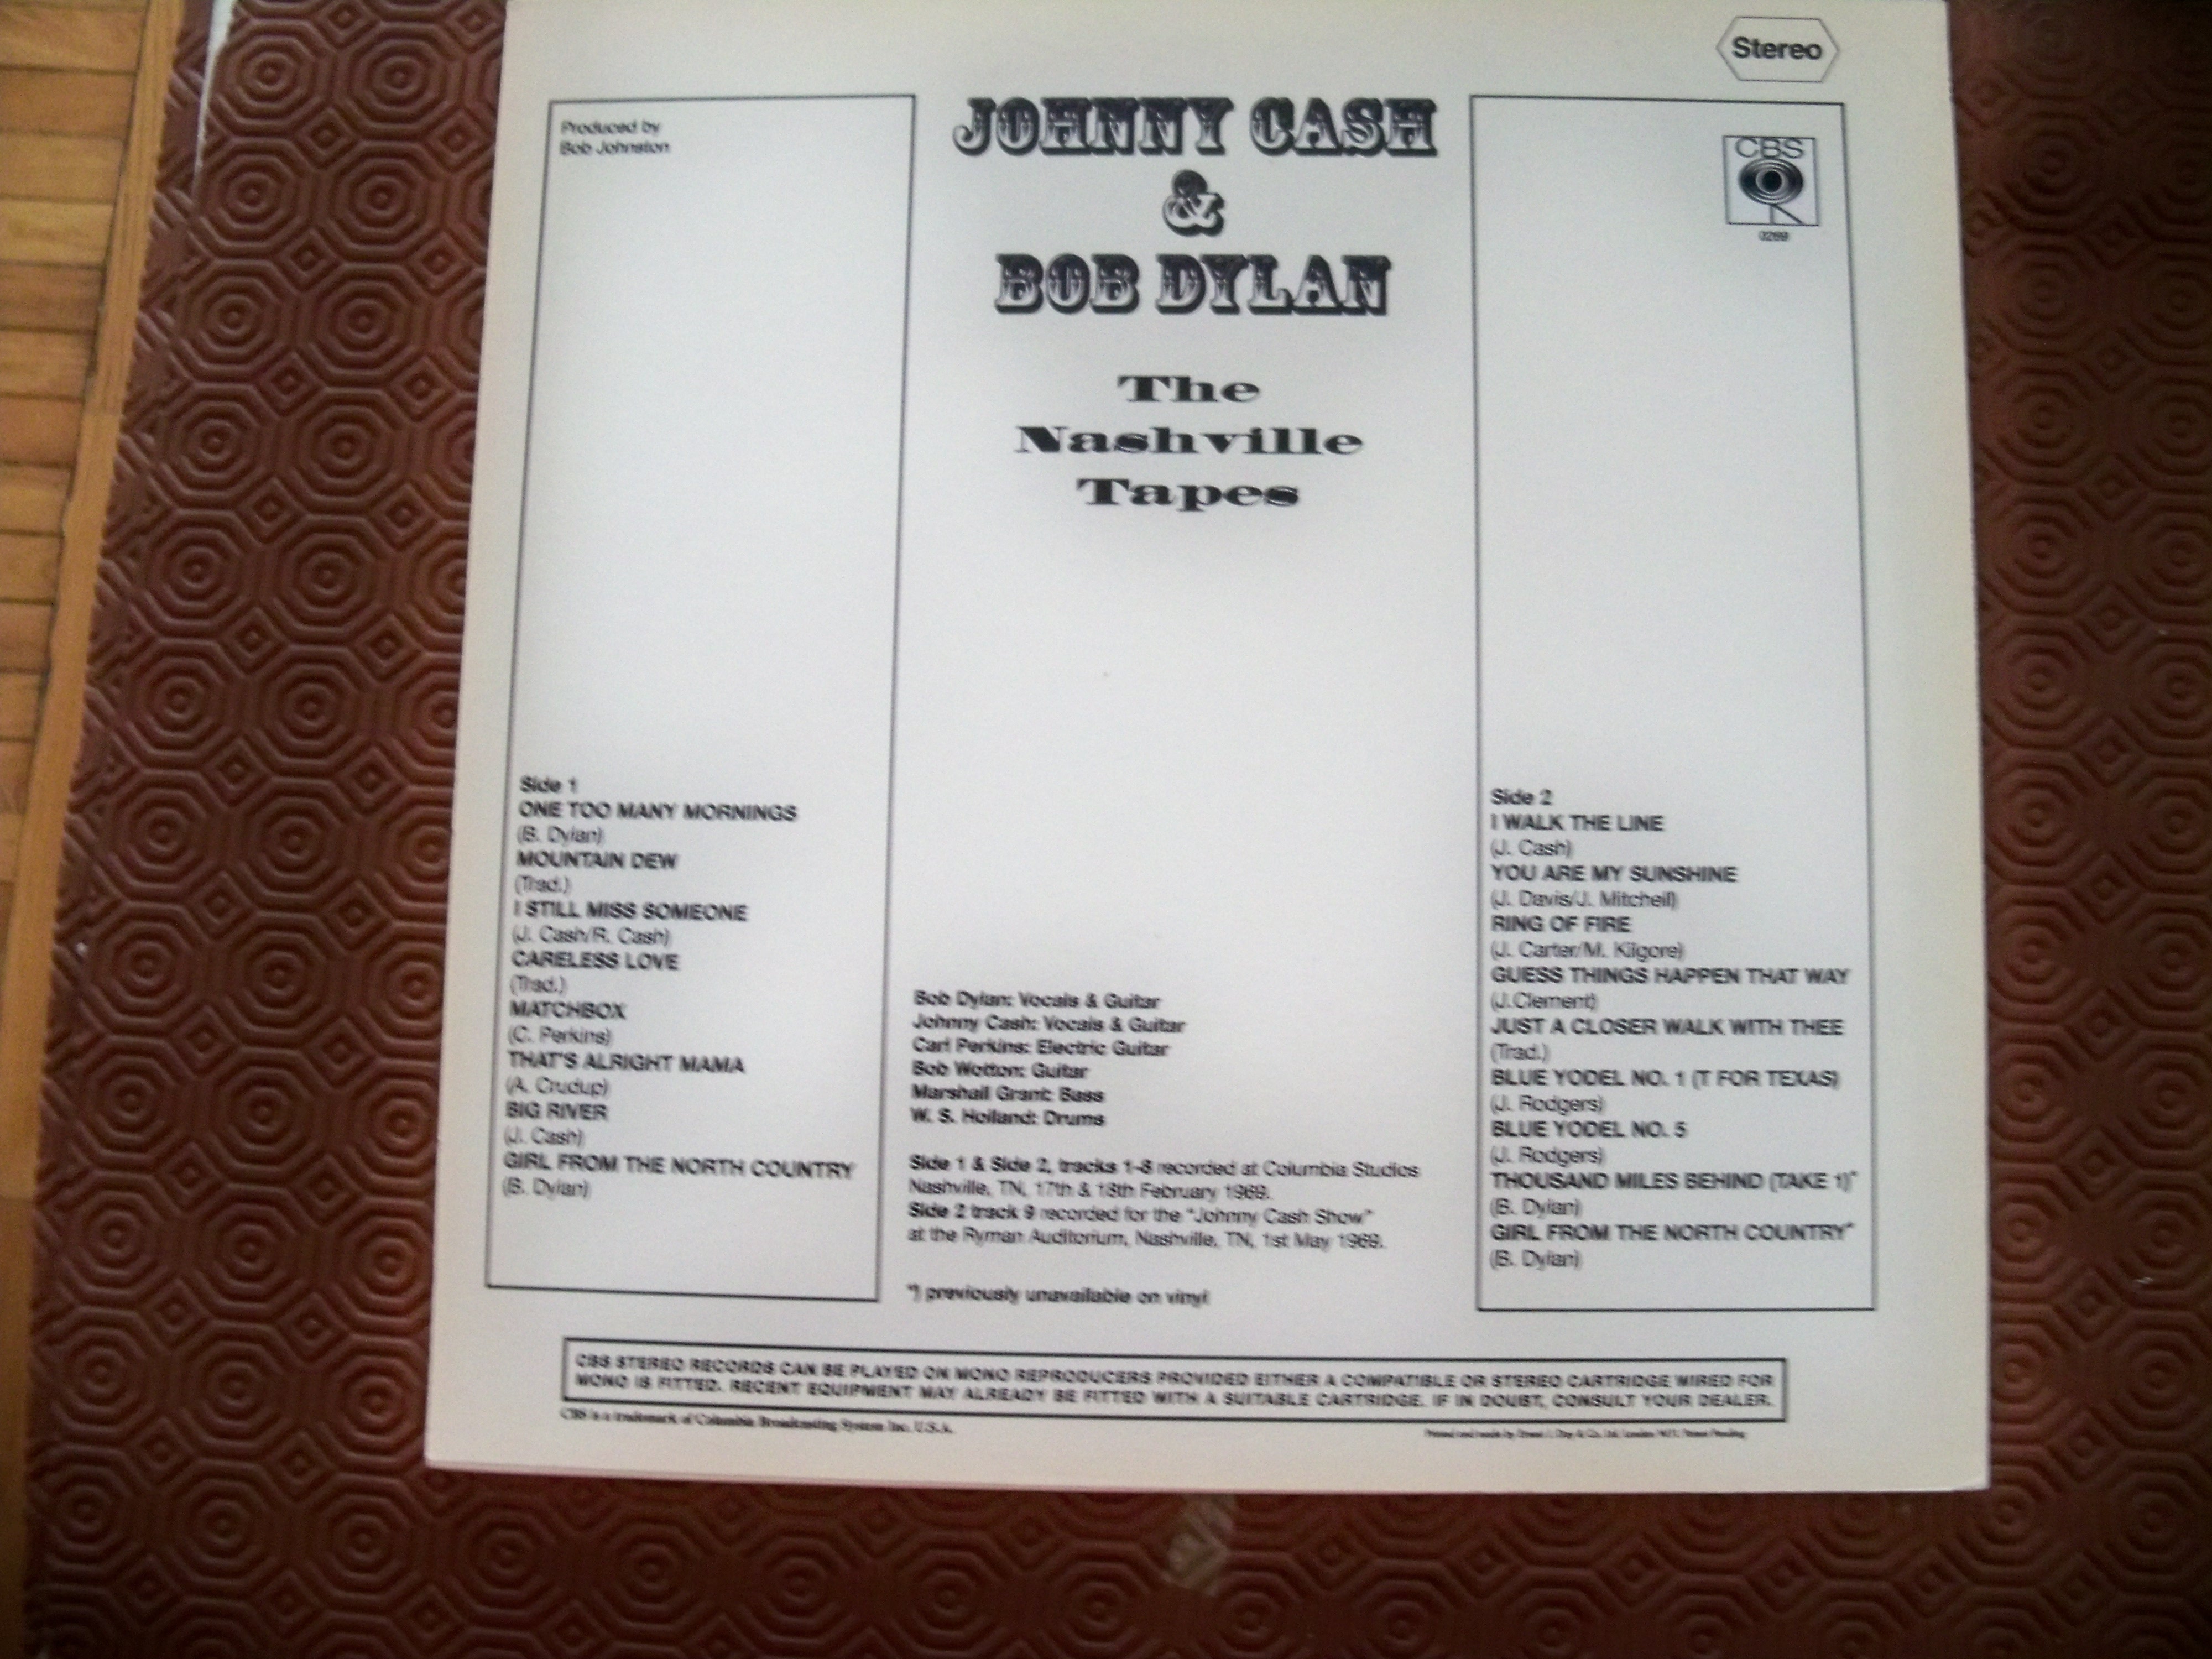 Stereo
Produced by
Bob Johnston
JOHNNY CASH
&
BOB DYLAN
The
Nashville
Tapes
CBS
0269
Side 1
ONE TOO MANY MORNINGS
(B. Dylan)
MOUNTAIN DEW
(Trad.)
I STILL MISS SOMEONE
(J. Cash/R. Cash)
CARELESS LOVE
(Trad.)
MATCHBOX
(C. Perkins)
THAT'S ALRIGHT MAMA
(A. Crudup)
BIG RIVER
(J. Cash)
GIRL FROM THE NORTH COUNTRY
(B. Dylan)
Bob Dylan: Vocals & Guitar
Johnny Cash: Vocals & Guitar
Carl Perkins: Electric Guitar
Bob Wotton: Guitar
Marshall Grant: Bass
W. S. Holland: Drums
Side 1 & Side 2, tracks 1-8 recorded at Columbia Studios
Nashville, TN, 17th & 18th February 1969.
Side 2 track 9 recorded for the "Johnny Cash Show"
at the Ryman Auditorium, Nashville, TN, 1st May 1969.
*) previously unavailable on vinyl
Side 2
I WALK THE LINE
(J. Cash)
YOU ARE MY SUNSHINE
(J. Davis/J. Mitchell)
RING OF FIRE
(J. Carter/M. Kilgore)
GUESS THINGS HAPPEN THAT WAY
(J.Clement)
JUST A CLOSER WALK WITH THEE
(Trad.)
BLUE YODEL NO. 1 (T FOR TEXAS)
(J. Rodgers)
BLUE YODEL NO. 5
(J. Rodgers)
THOUSAND MILES BEHIND (TAKE 1)*
(B. Dylan)
GIRL FROM THE NORTH COUNTRY*
(B. Dylan)
CBS STEREO RECORDS CAN BE PLAYED ON MONO REPRODUCERS PROVIDED EITHER A COMPATIBLE OR STEREO CARTRIDGE WIRED FOR
MONO IS FITTED. RECENT EQUIPMENT MAY ALREADY BE FITTED WITH A SUITABLE CARTRIDGE. IF IN DOUBT, CONSULT YOUR DEALER.
CBS is a trademark of Columbia Broadcasting System Inc. U.S.A.
Printed and made by